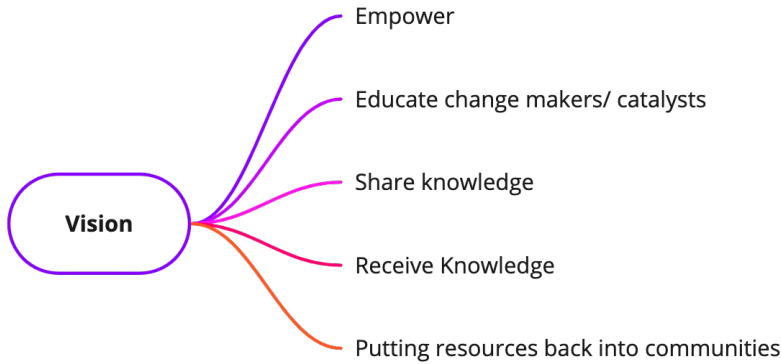 Empower
Educate change makers/ catalysts
Share knowledge
Vision
Receive Knowledge
Putting resources back into communities